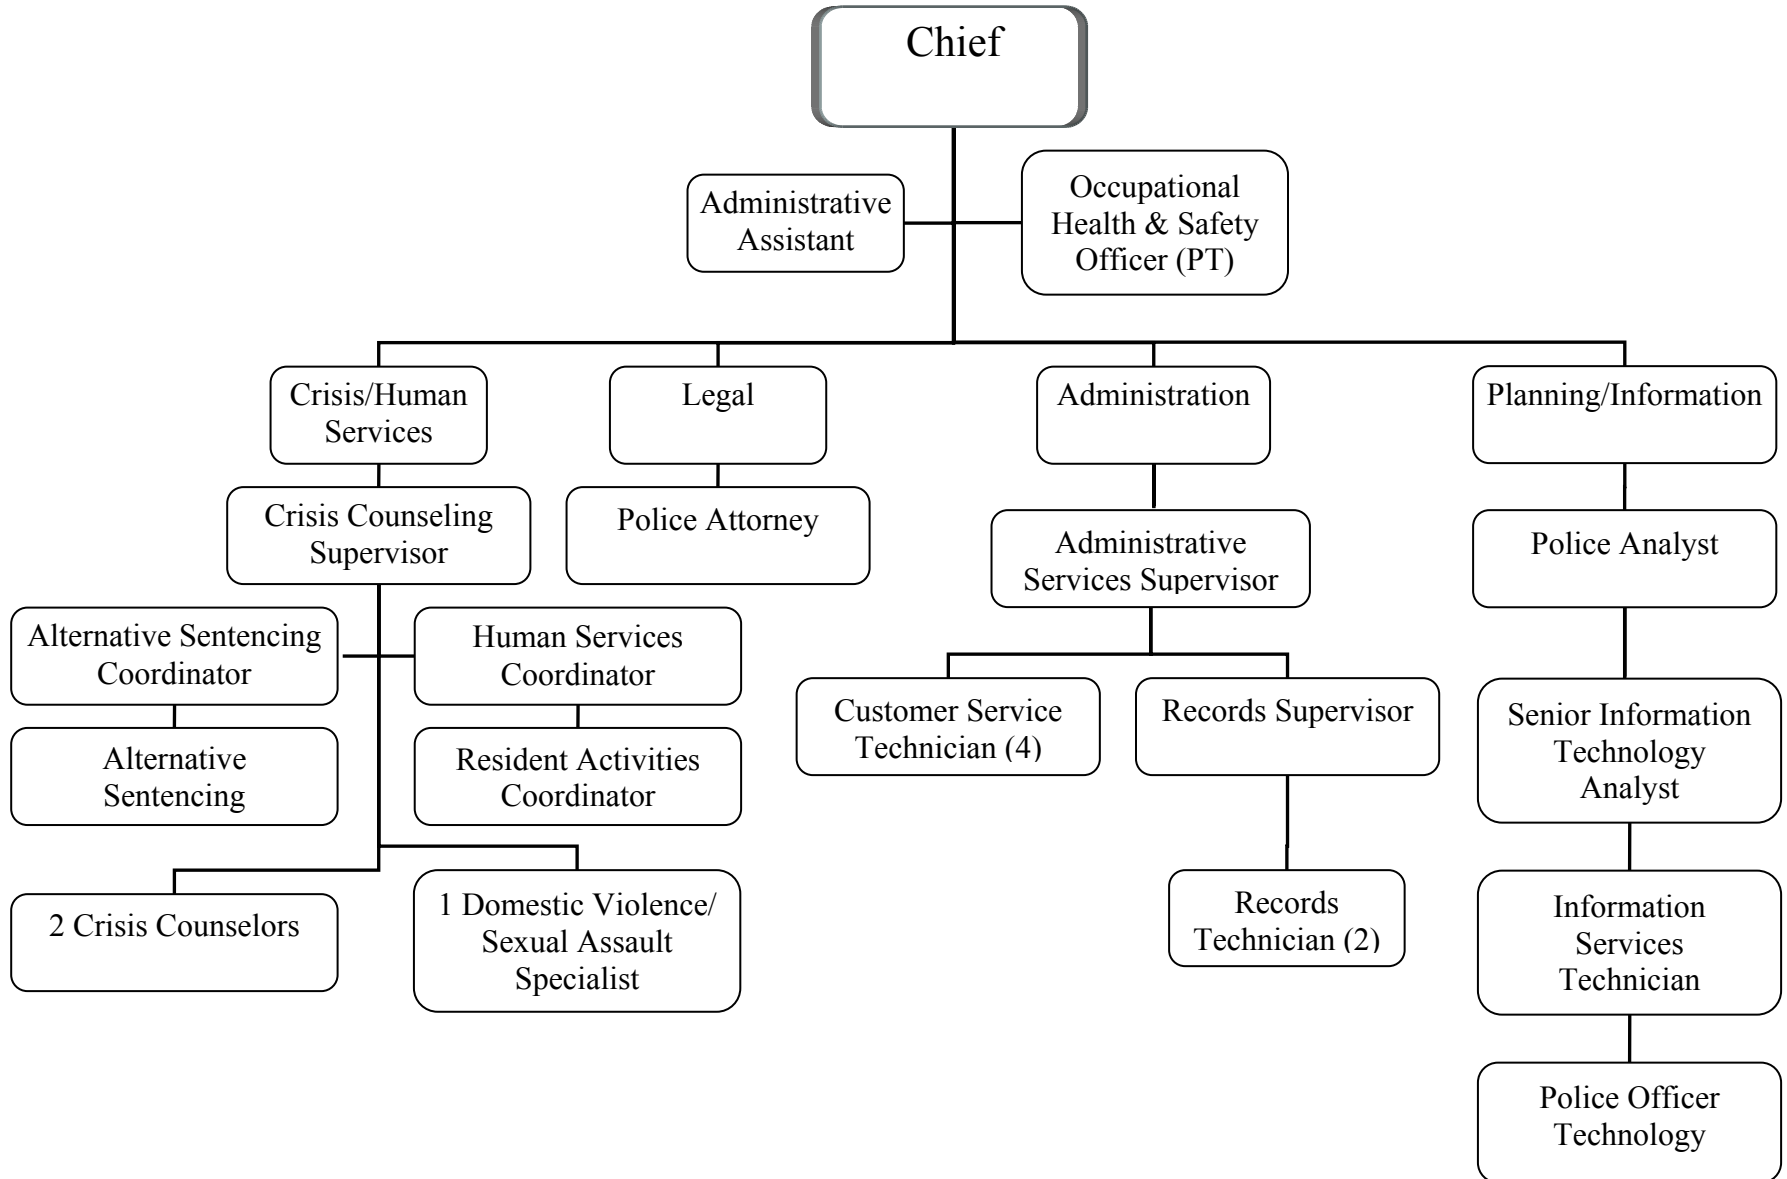 Chief
Administrative
Assistant
Occupational
Health & Safety
Officer (PT)
Crisis/Human
Services
Legal
Administration
Planning/Information
Crisis Counseling
Supervisor
Police Attorney
Administrative
Services Supervisor
Police Analyst
Alternative Sentencing
Coordinator
Human Services
Coordinator
Customer Service
Technician (4)
Records Supervisor
Senior Information
Technology
Analyst
Alternative
Sentencing
Resident Activities
Coordinator
2 Crisis Counselors
1 Domestic Violence/
Sexual Assault
Specialist
Records
Technician (2)
Information
Services
Technician
Police Officer
Technology